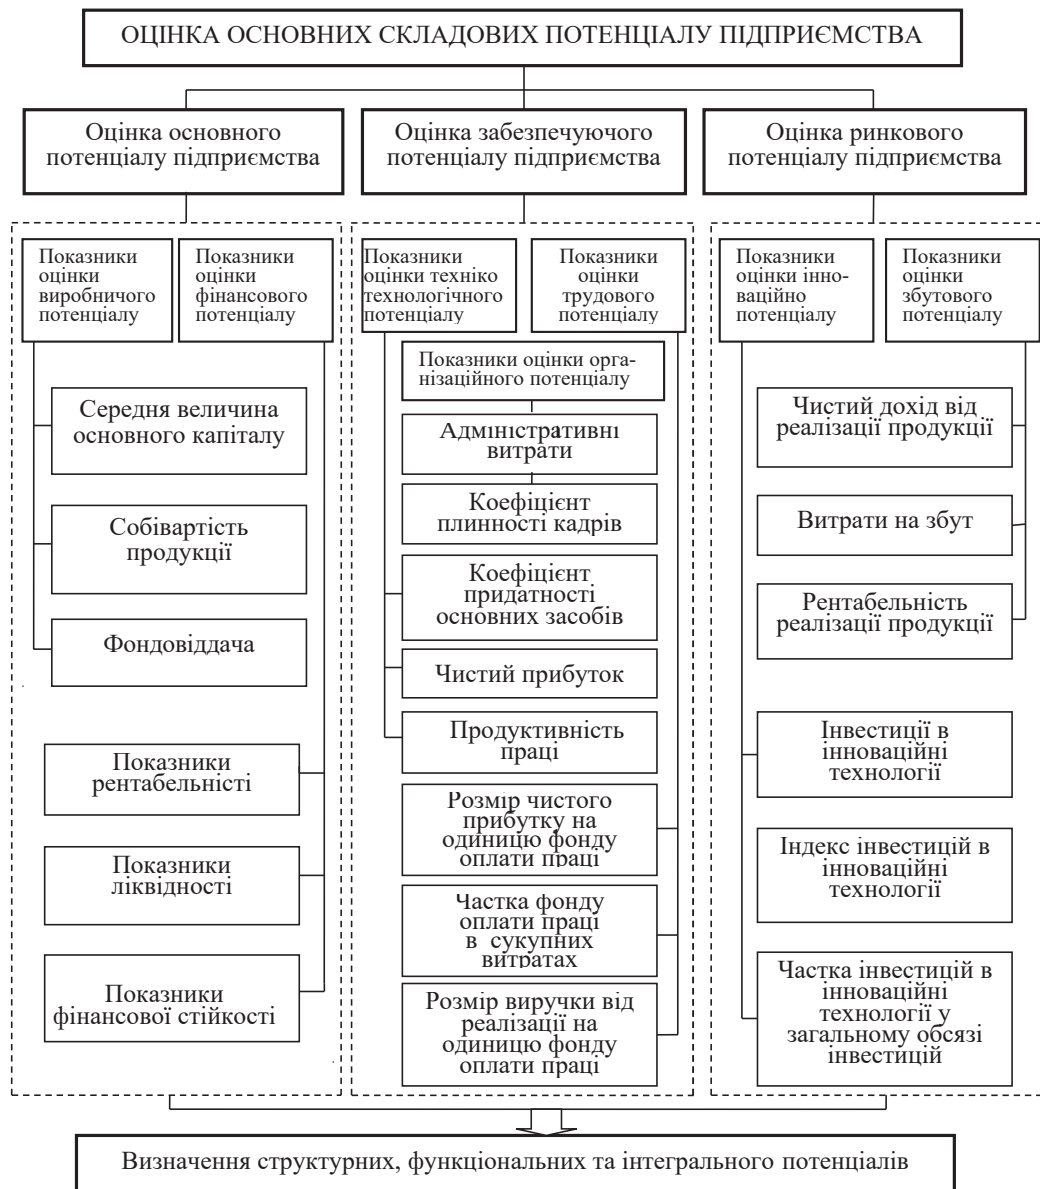 ОЦІНКА ОСНОВНИХ СКЛАДОВИХ ПОТЕНЦІАЛУ ПІДПРИЄМСТВА
Оцінка основного
потенціалу підприємства
Оцінка забезпечуючого
потенціалу підприємства
Оцінка ринкового
потенціалу підприємства
Показники
оцінки
виробничого
потенціалу
Показники
оцінки
фінансового
потенціалу
Показники
оцінки техніко
технологічного
потенціалу
Показники
оцінки
трудового
потенціалу
Показники
оцінки інно-
ваційно
потенціалу
Показники
оцінки
збутового
потенціалу
Показники оцінки орга-
нізаційного потенціалу
Середня величина
основного капіталу
Собівартість
продукції
Фондовіддача
Показники
рентабельністі
Показники
ліквідності
Показники
фінансової стійкості
Адміністративні
витрати
Коефіцієнт
плинності кадрів
Коефіцієнт
придатності
основних засобів
Чистий прибуток
Продуктивність
праці
Розмір чистого
прибутку на
одиницю фонду
оплати праці
Частка фонду
оплати праці
в сукупних
витратах
Розмір виручки від
реалізації на
одиницю фонду
оплати праці
Чистий дохід від
реалізації продукції
Витрати на збут
Рентабельність
реалізації продукції
Інвестиції в
інноваційні
технології
Індекс інвестицій в
інноваційні
технології
Частка інвестицій в
інноваційні
технології у
загальному обсязі
інвестицій
Визначення структурних, функціональних та інтегрального потенціалів